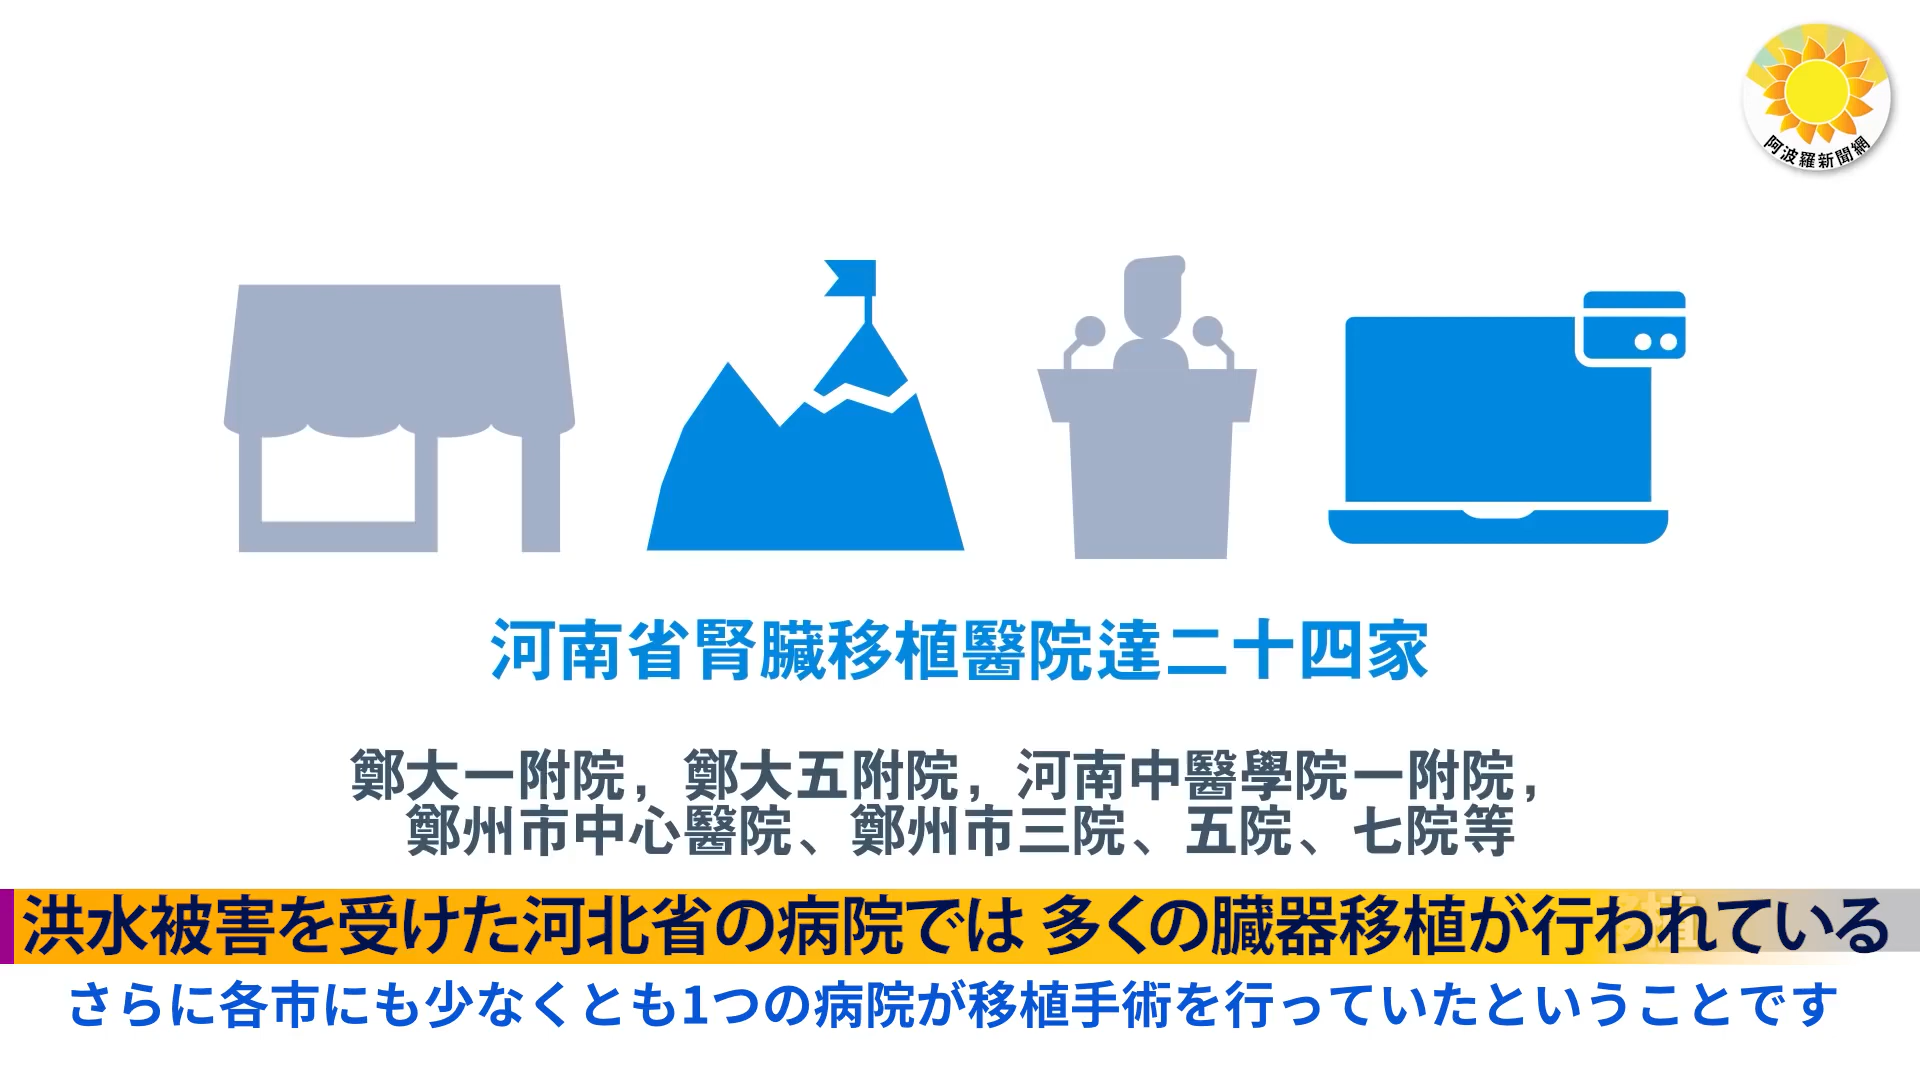 阿波羅新聞網
河南省腎臟移植醫院達二十四家
鄭大一附院，鄭大五附院，河南中醫學院一附院，
鄭州市中心醫院、鄭州市三院、五院、七院等
洪水被害を受けた河北省の病院では 多くの臓器移植が行われている
さらに各市にも少なくとも1つの病院が移植手術を行っていたということです